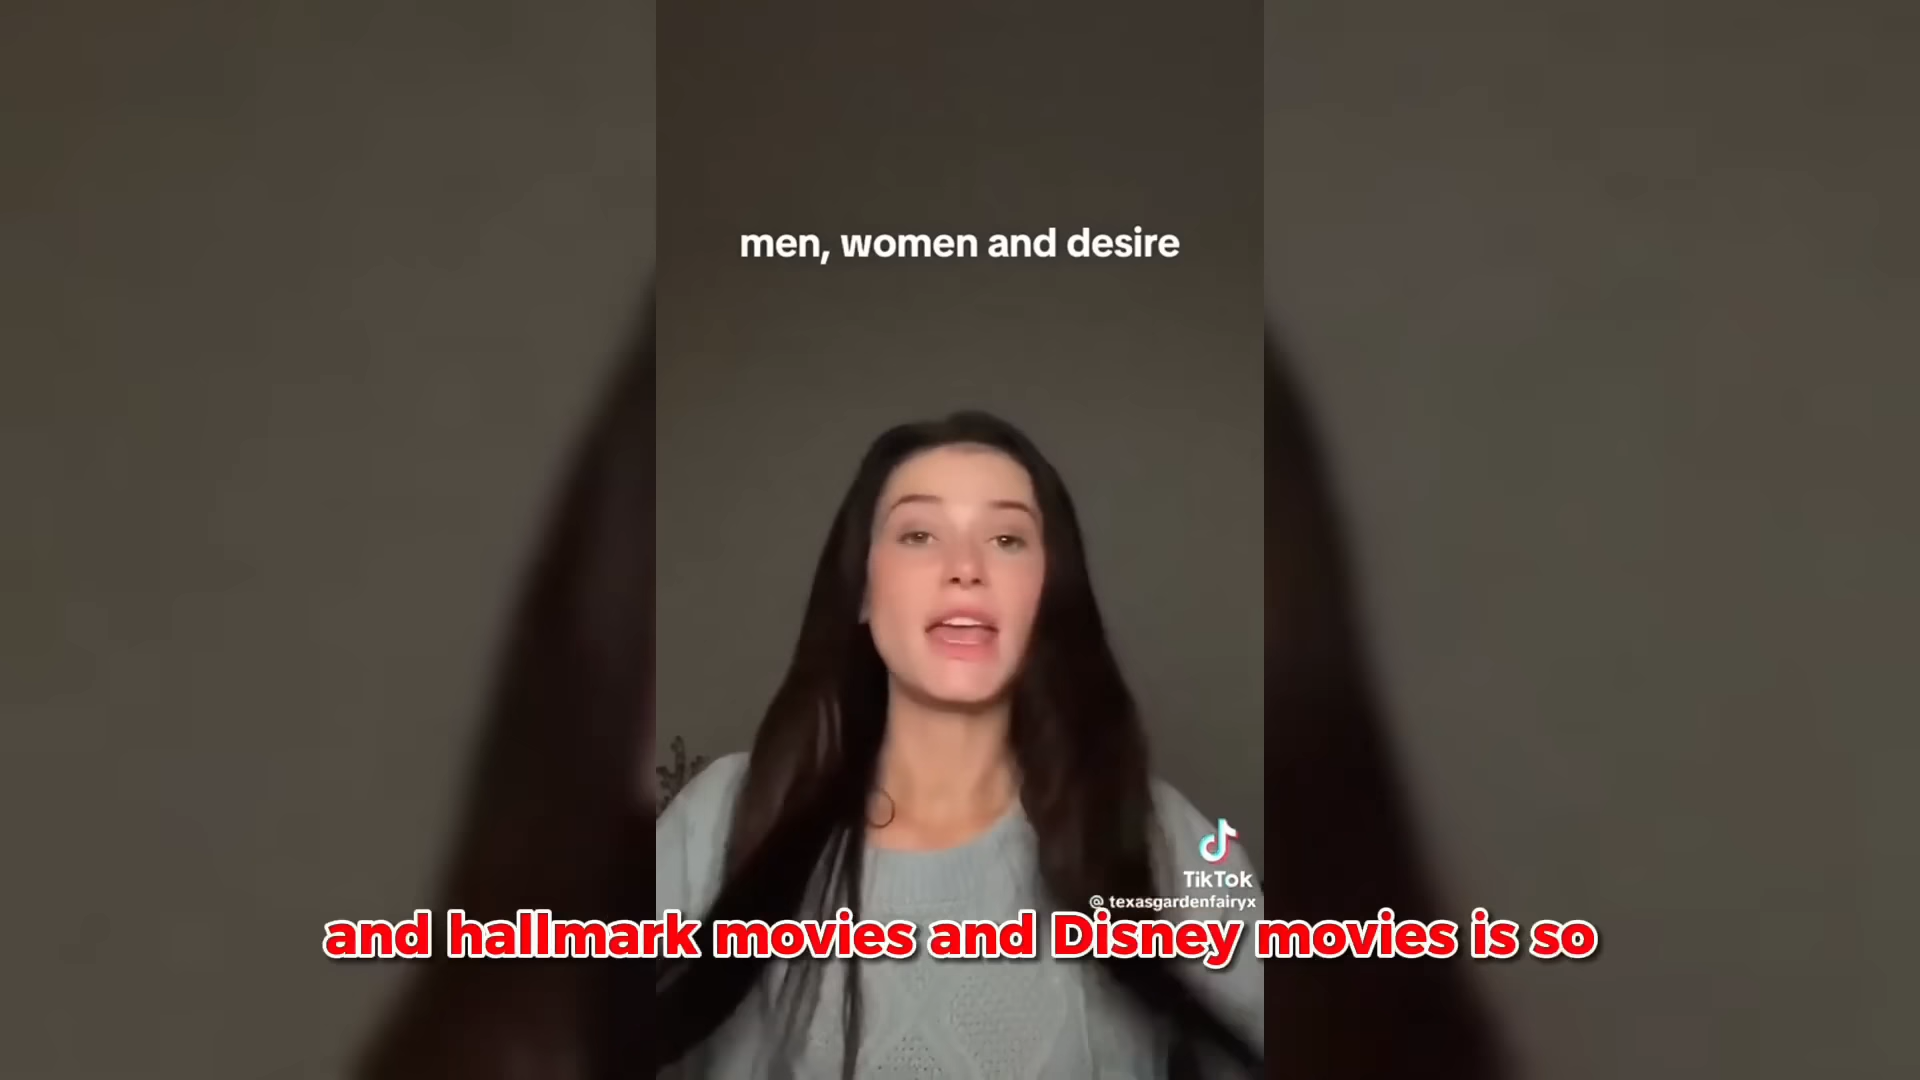 men, women and desire
TikTok
@ texasgardenfairyx
and hallmark movies and Disney movies is so